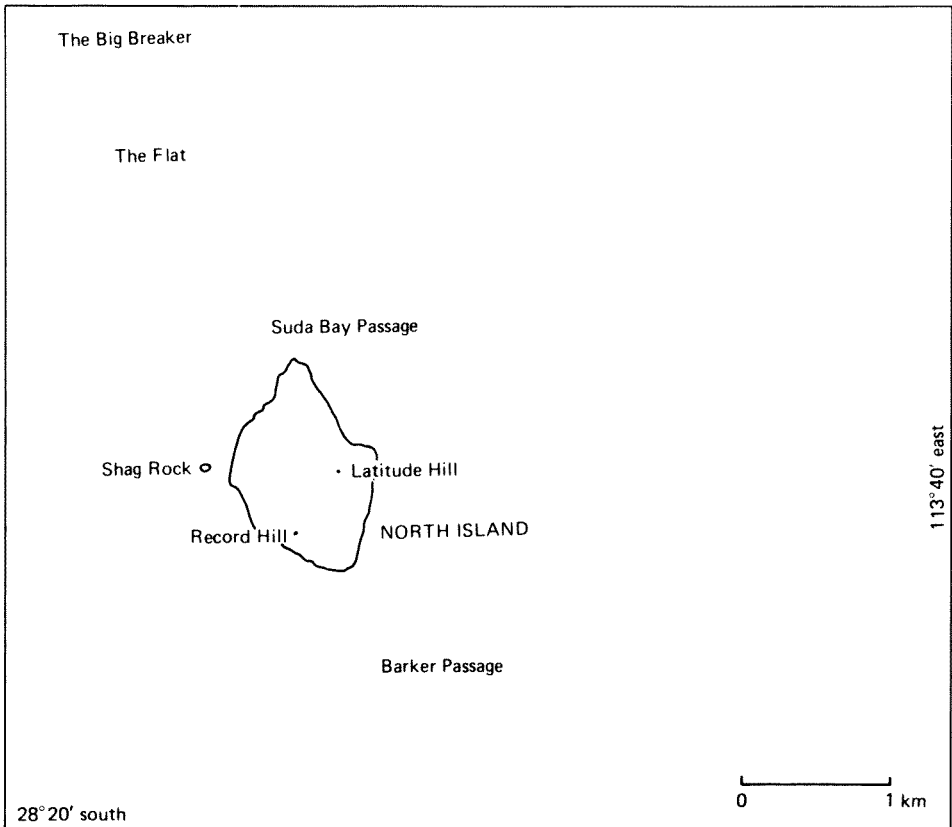 The Big Breaker
The Flat
Suda Bay Passage
Shag Rock
Latitude Hill
Record Hill
NORTH ISLAND
113°40' east
Barker Passage
0 1 km
28°20' south